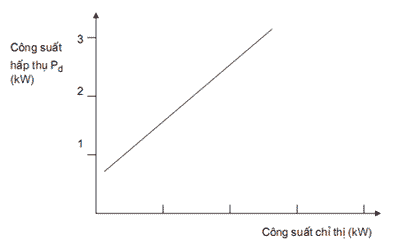 3
Công suất
hấp thụ Pd
(kW)
2
1
Công suất chỉ thị (kW)